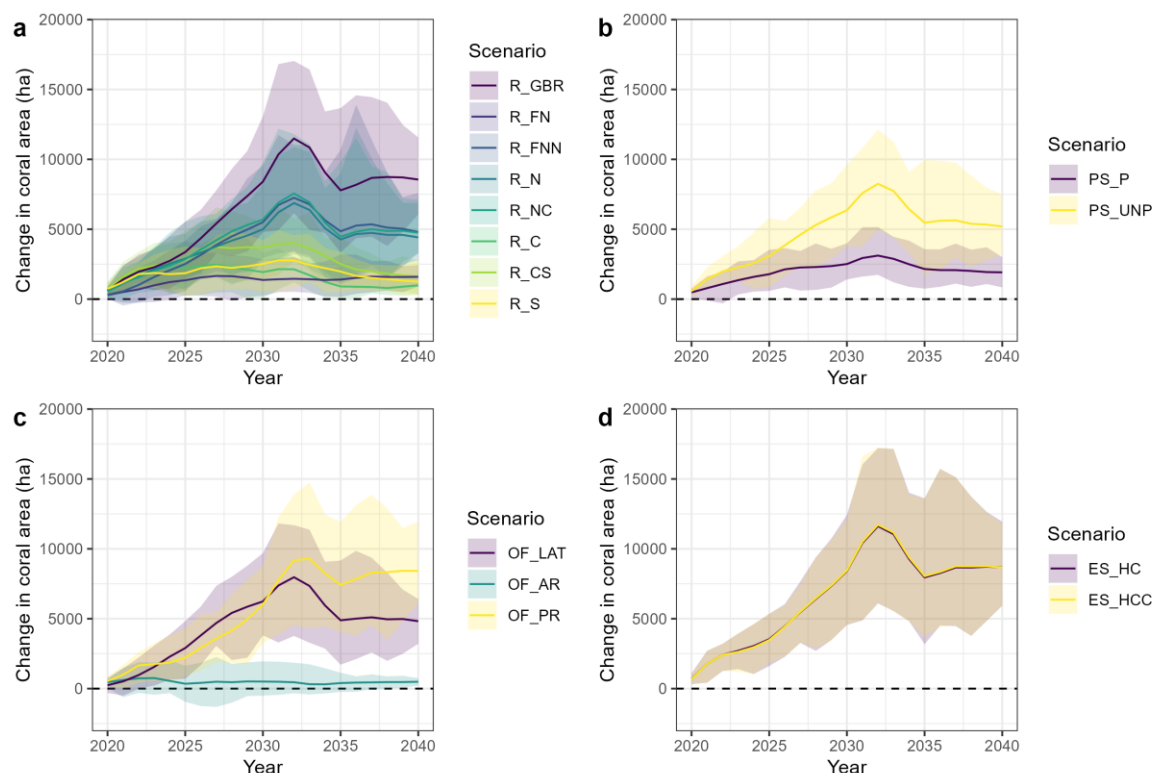 a
Change in coral area (ha)
20000
15000
10000
5000
0
2020
2025
2030
2035
2040
Year
Scenario
R_GBR
R_FN
R_FNN
R_N
R_NC
R_C
R_CS
R_S
b
Change in coral area (ha)
20000
15000
10000
5000
0
2020
2025
2030
2035
2040
Year
Scenario
PS_P
PS_UNP
c
Change in coral area (ha)
20000
15000
10000
5000
0
2020
2025
2030
2035
2040
Year
Scenario
OF_LAT
OF_AR
OF_PR
d
Change in coral area (ha)
20000
15000
10000
5000
0
2020
2025
2030
2035
2040
Year
Scenario
ES_HC
ES_HCC